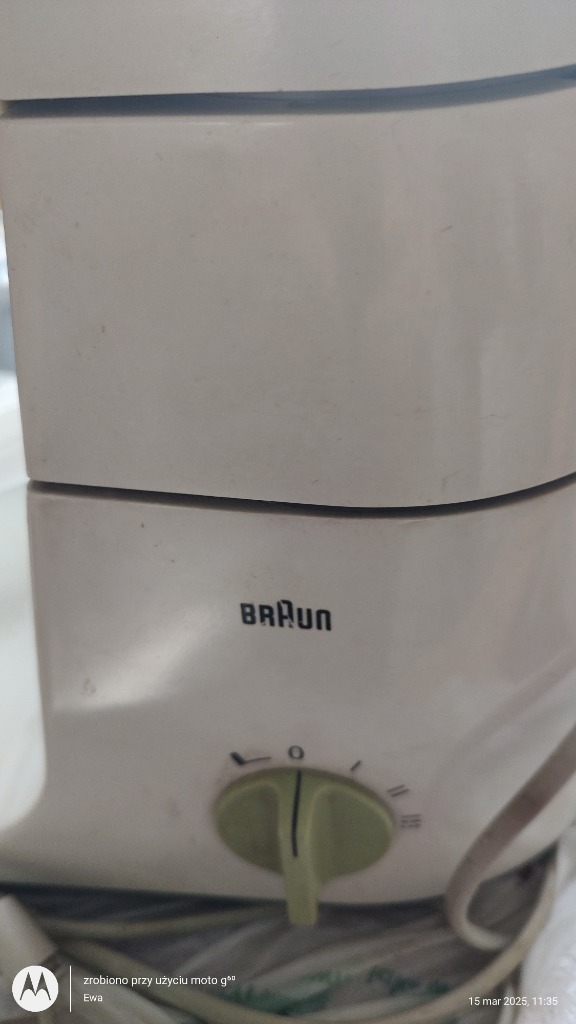 BRAUN
0 I II III
zrobiono przy użyciu moto g⁶⁰
Ewa
15 mar 2025, 11:35